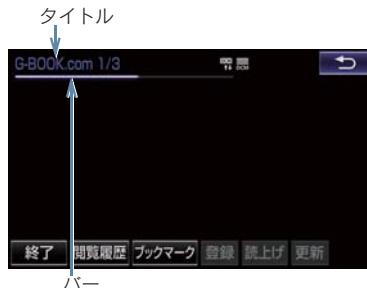 タイトル
G-BOOK.com 1/3
DCM
終了 閲覧履歴 ブックマーク 登録 読上げ 更新
バー